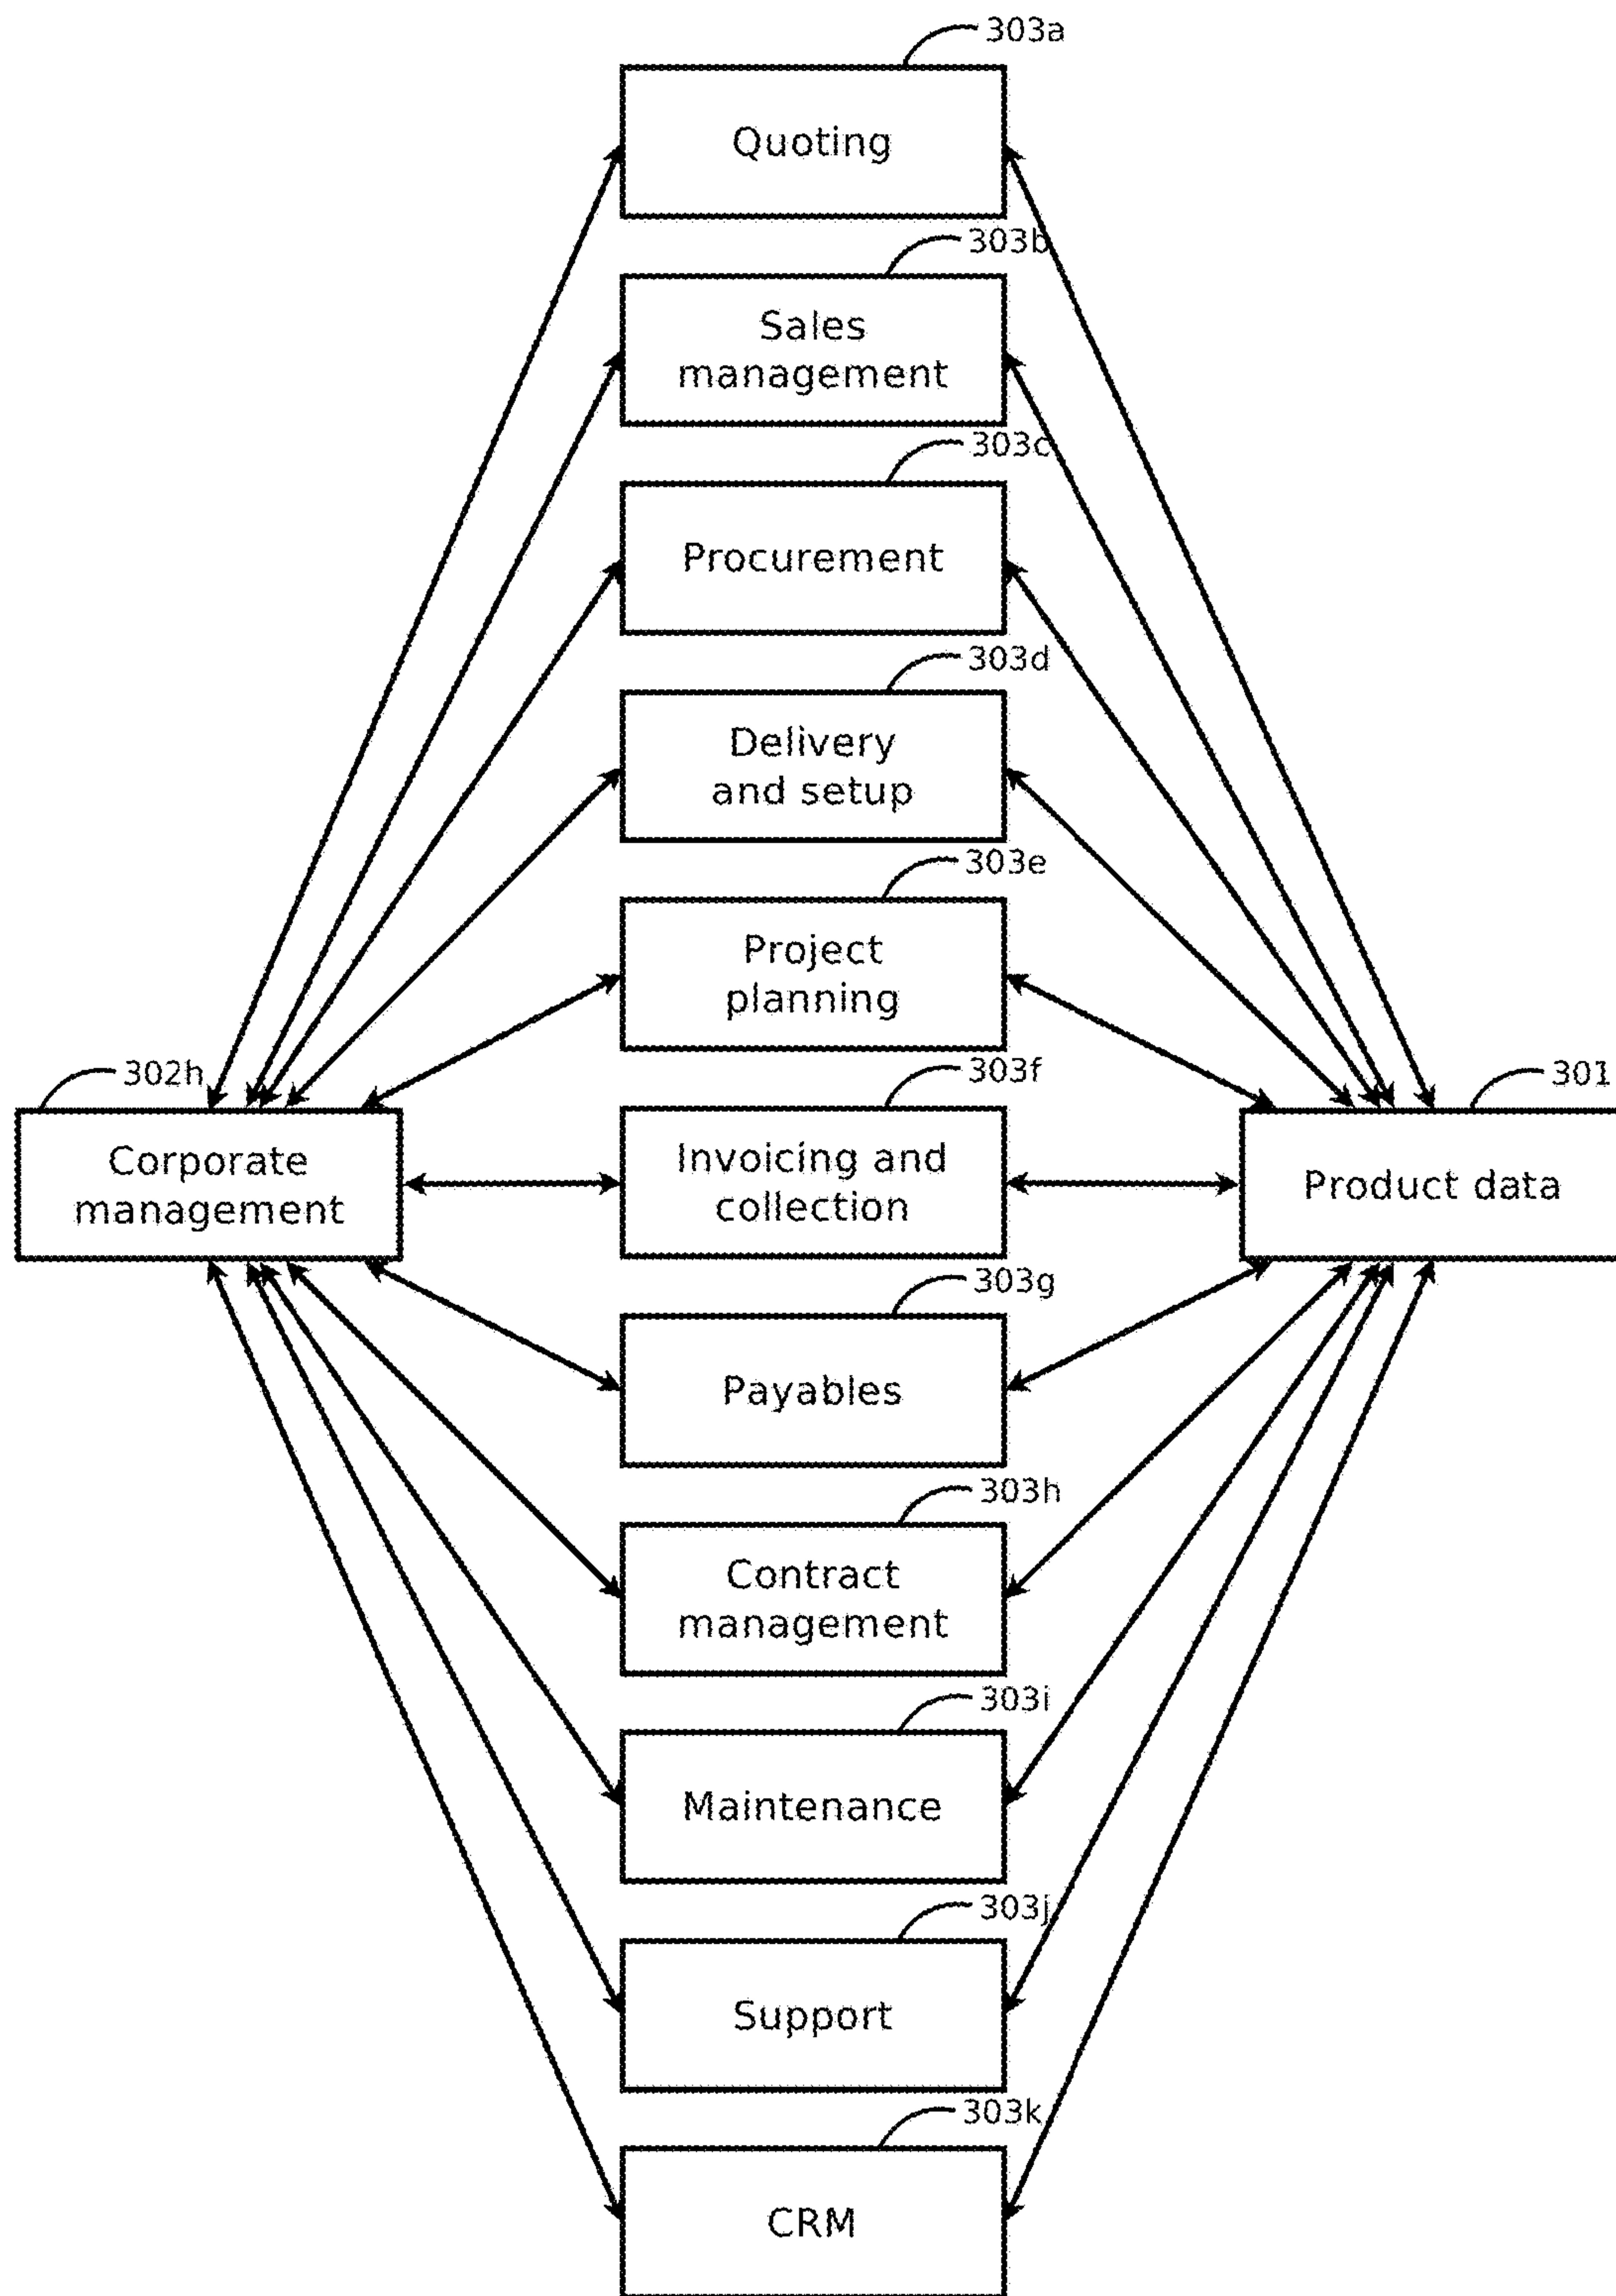 303a
Quoting
303b
Sales
management
303c
Procurement
303d
Delivery
and setup
303e
Project
planning
302h
303f
301
Corporate
management
Invoicing and
collection
Product data
303g
Payables
303h
Contract
management
303i
Maintenance
303j
Support
303k
CRM